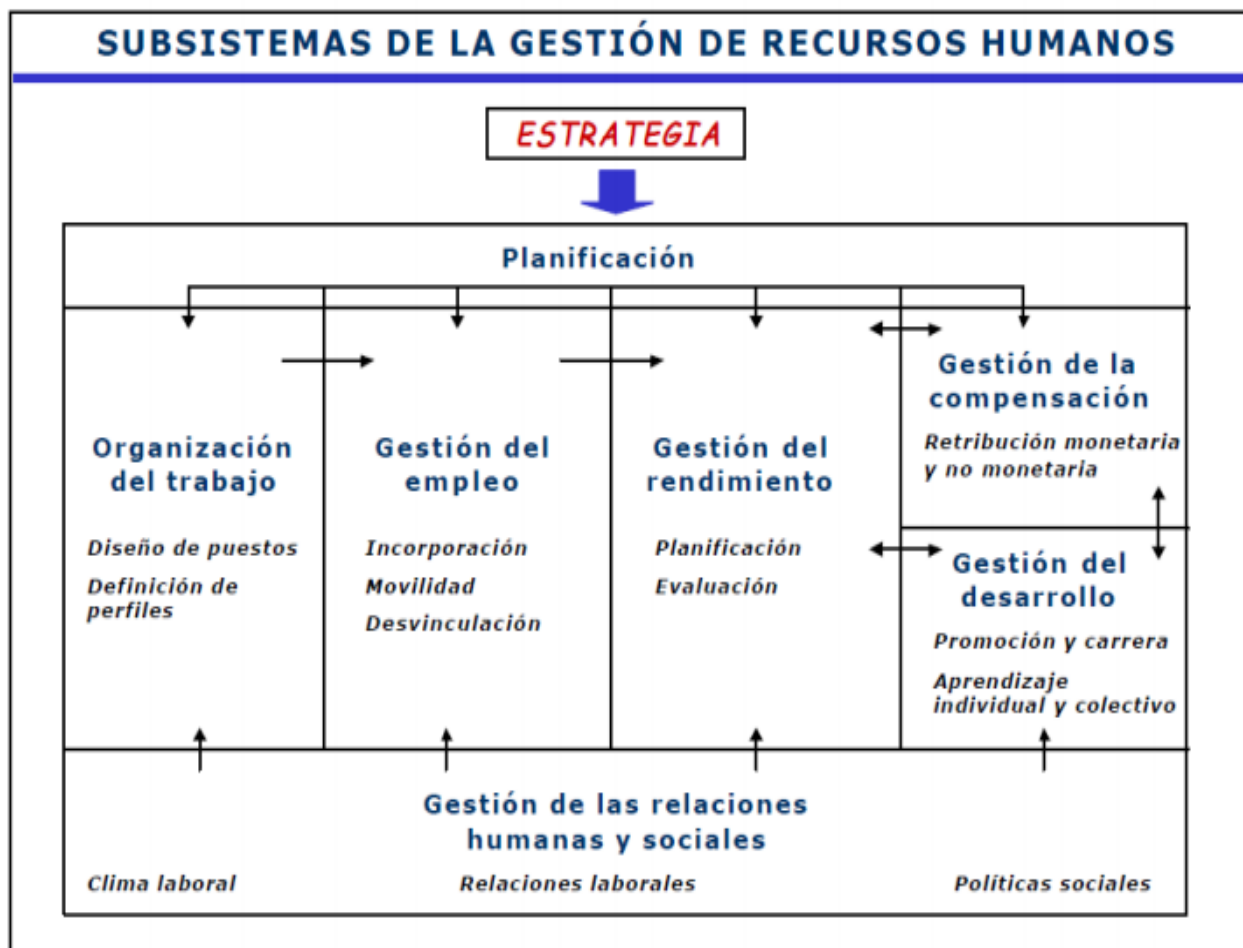 SUBSISTEMAS DE LA GESTIÓN DE RECURSOS HUMANOS
ESTRATEGIA
Planificación
Organización
del trabajo
Diseño de puestos
Definición de
perfiles
Gestión del
empleo
Incorporación
Movilidad
Desvinculación
Gestión del
rendimiento
Planificación
Evaluación
Gestión de la
compensación
Retribución monetaria
y no monetaria
Gestión del
desarrollo
Promoción y carrera
Aprendizaje
individual y colectivo
Gestión de las relaciones
humanas y sociales
Clima laboral
Relaciones laborales
Políticas sociales